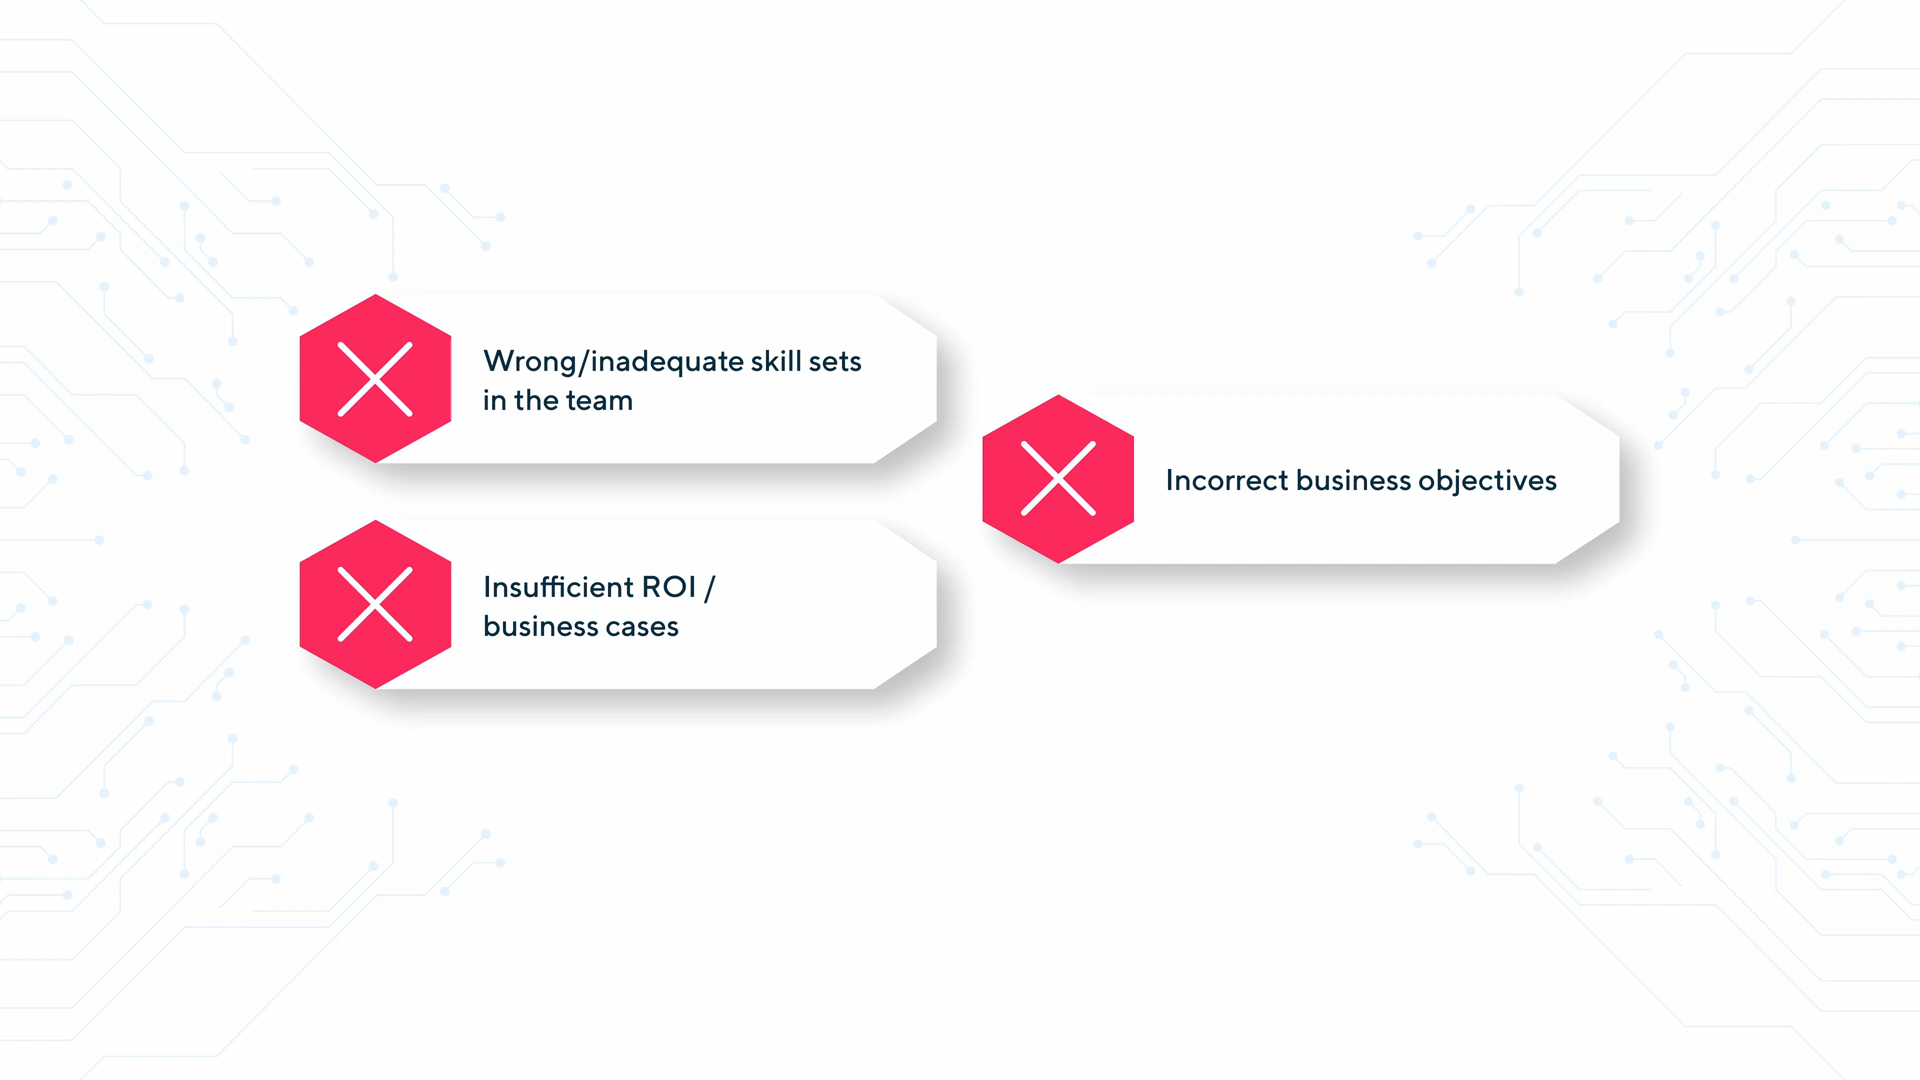 Wrong/inadequate skill sets
in the team
Insufficient ROI /
business cases
Incorrect business objectives